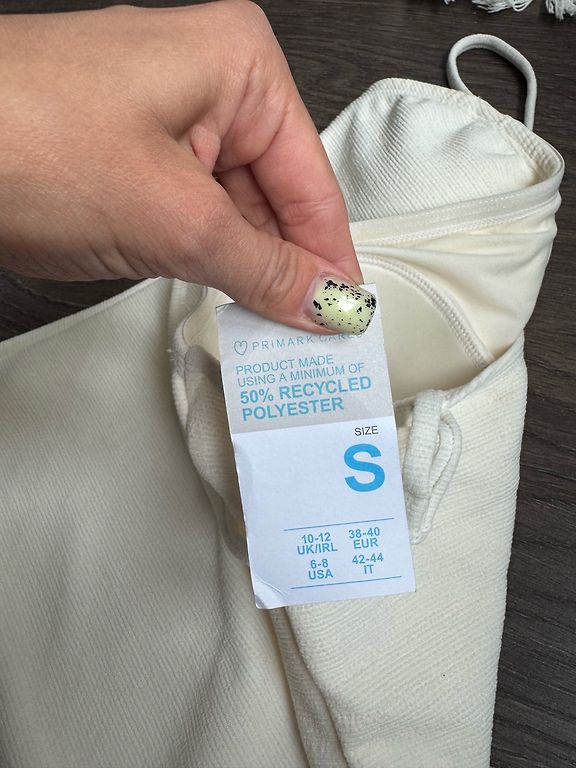 PRIMARK CARES
PRODUCT MADE
USING A MINIMUM OF
50% RECYCLED
POLYESTER
SIZE
S
10-12 38-40
UK/IRL EUR
6-8 42-44
USA IT